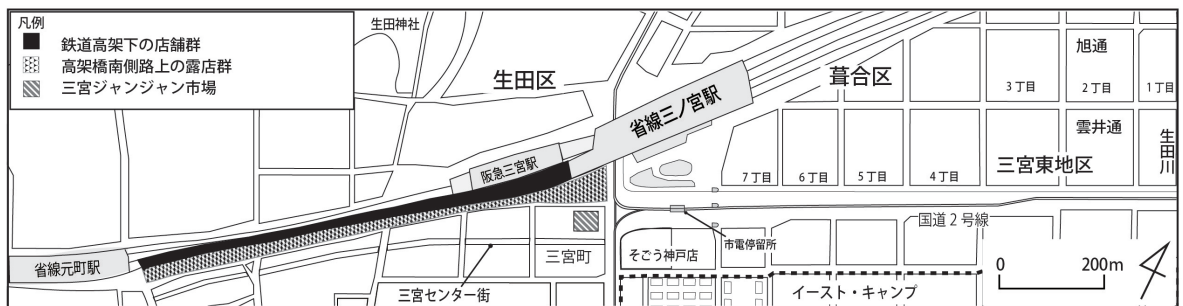 凡例
鉄道高架下の店舗群
高架橋南側路上の露店群
三宮ジャンジャン市場
生田神社
生田区
葺合区
旭通
3丁目
2丁目
1丁目
省線三ノ宮駅
雲井通
生田川
阪急三宮駅
三宮東地区
7丁目
6丁目
5丁目
4丁目
国道2号線
市電停留所
省線元町駅
三宮町
そごう神戸店
三宮センター街
イースト・キャンプ
0
200m